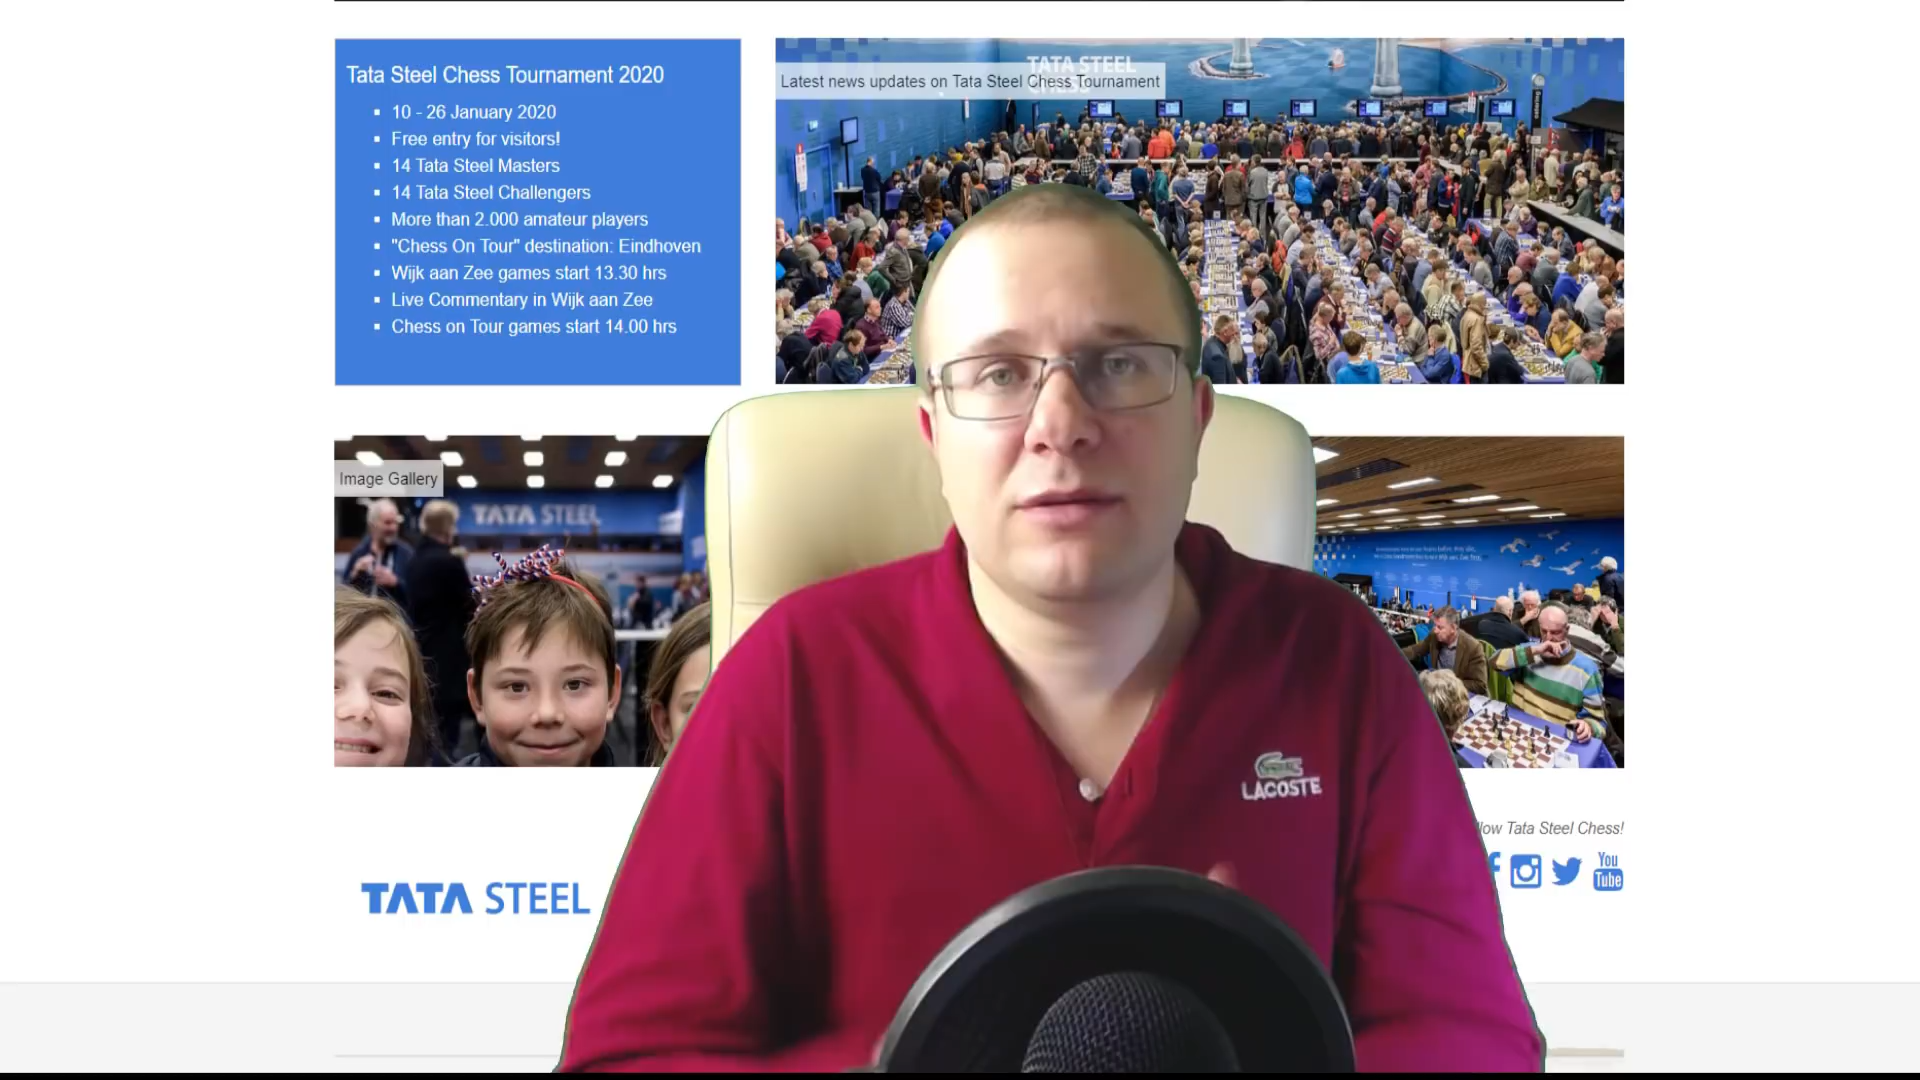 Tata Steel Chess Tournament 2020
10 - 26 January 2020
Free entry for visitors!
14 Tata Steel Masters
14 Tata Steel Challengers
More than 2.000 amateur players
"Chess On Tour" destination: Eindhoven
Wijk aan Zee games start 13.30 hrs
Live Commentary in Wijk aan Zee
Chess on Tour games start 14.00 hrs
TATA STEEL
CHESS
Latest news updates on Tata Steel Chess Tournament
Image Gallery
TATA STEEL
LACOSTE
low Tata Steel Chess!
You
Tube
TATA STEEL